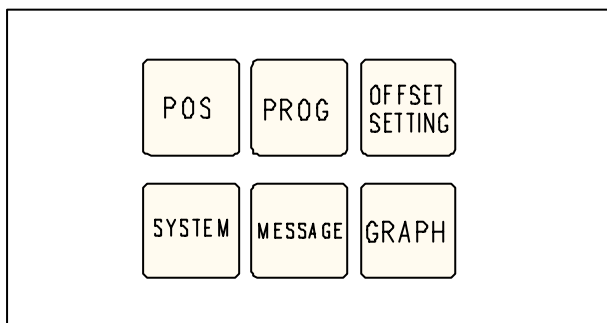 POS
PROG
OFFSET
SETTING
SYSTEM
MESSAGE
GRAPH